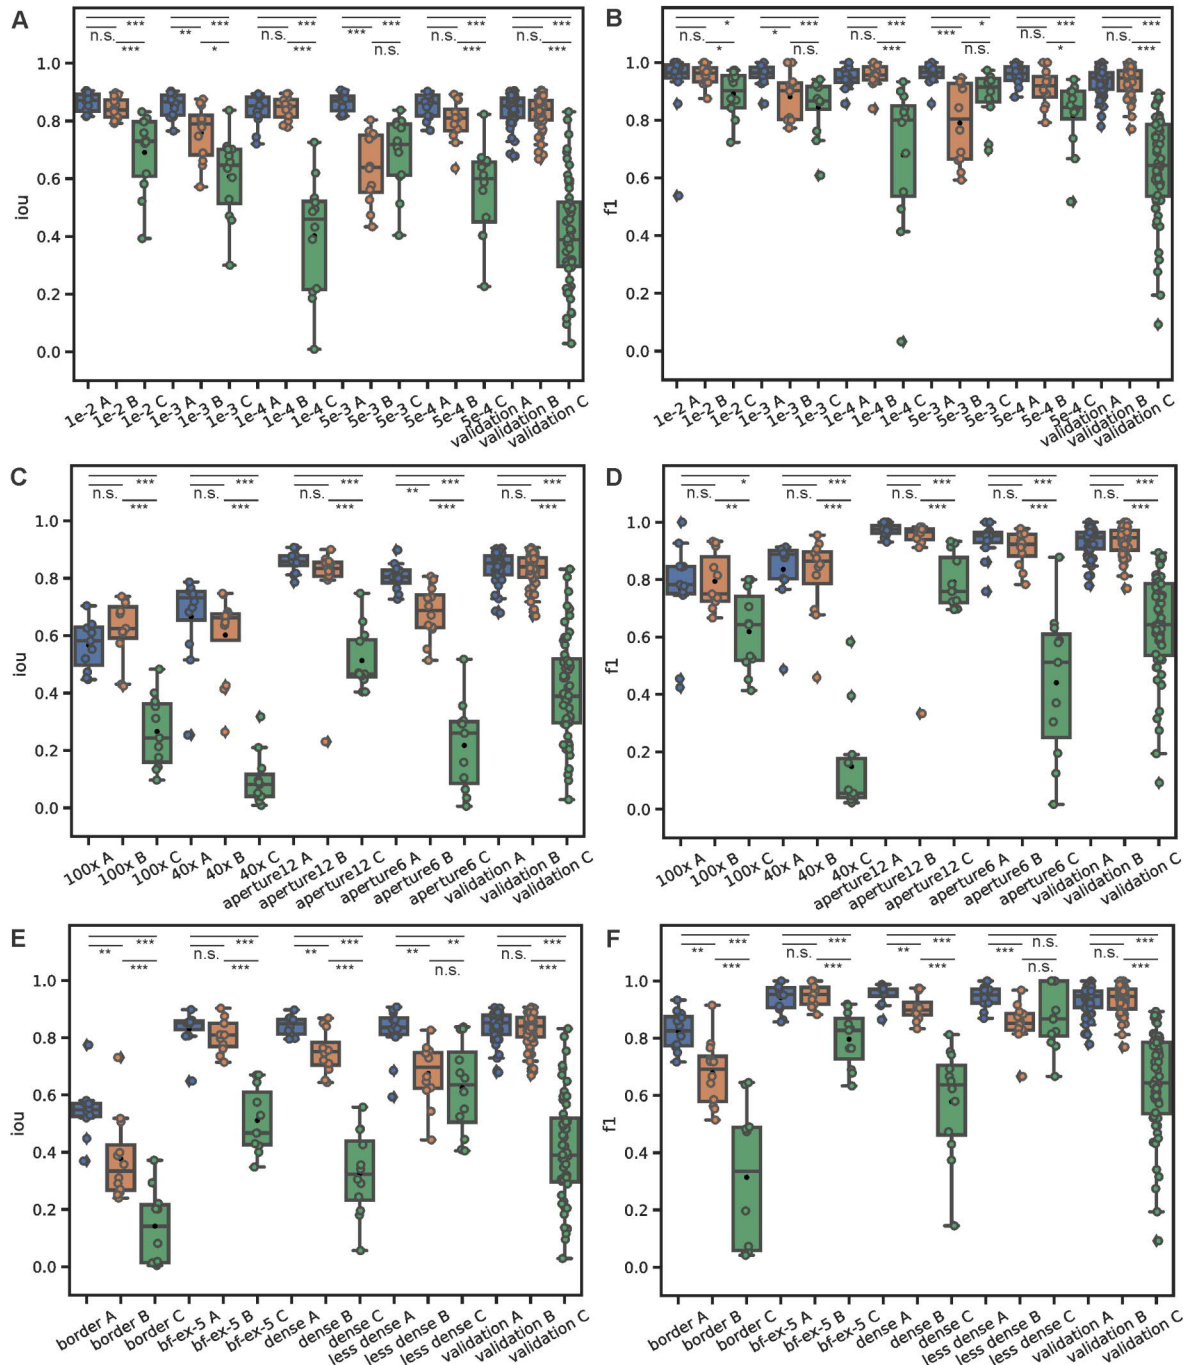 A
*** *** *** *** *** ***
n.s. ** n.s. *** n.s. n.s.
*** * *** n.s. *** ***
1.0
0.8
0.6
0.4
0.2
0.0
iou
1e-2 A
1e-2 B
1e-2 C
1e-3 A
1e-3 B
1e-3 C
1e-4 A
1e-4 B
1e-4 C
5e-3 A
5e-3 B
5e-3 C
5e-4 A
5e-4 B
5e-4 C
validation A
validation B
validation C
B
* *** *** * *** ***
n.s. * n.s. *** n.s. n.s.
* n.s. *** n.s. * ***
1.0
0.8
0.6
0.4
0.2
0.0
f1
1e-2 A
1e-2 B
1e-2 C
1e-3 A
1e-3 B
1e-3 C
1e-4 A
1e-4 B
1e-4 C
5e-3 A
5e-3 B
5e-3 C
5e-4 A
5e-4 B
5e-4 C
validation A
validation B
validation C
C
*** *** *** *** ***
n.s. n.s. n.s. ** n.s.
*** *** *** *** ***
1.0
0.8
0.6
0.4
0.2
0.0
iou
100x A
100x B
100x C
40x A
40x B
40x C
aperture12 A
aperture12 B
aperture12 C
aperture6 A
aperture6 B
aperture6 C
validation A
validation B
validation C
D
* *** *** *** ***
n.s. n.s. n.s. n.s. n.s.
** *** *** *** ***
1.0
0.8
0.6
0.4
0.2
0.0
f1
100x A
100x B
100x C
40x A
40x B
40x C
aperture12 A
aperture12 B
aperture12 C
aperture6 A
aperture6 B
aperture6 C
validation A
validation B
validation C
E
*** *** *** ** ***
** n.s. ** ** n.s.
*** *** *** n.s. ***
1.0
0.8
0.6
0.4
0.2
0.0
iou
border A
border B
border C
bf-ex-5 A
bf-ex-5 B
bf-ex-5 C
dense A
dense B
dense C
less dense A
less dense B
less dense C
validation A
validation B
validation C
F
*** *** *** n.s. ***
** n.s. ** *** n.s.
*** *** *** n.s. ***
1.0
0.8
0.6
0.4
0.2
0.0
f1
border A
border B
border C
bf-ex-5 A
bf-ex-5 B
bf-ex-5 C
dense A
dense B
dense C
less dense A
less dense B
less dense C
validation A
validation B
validation C